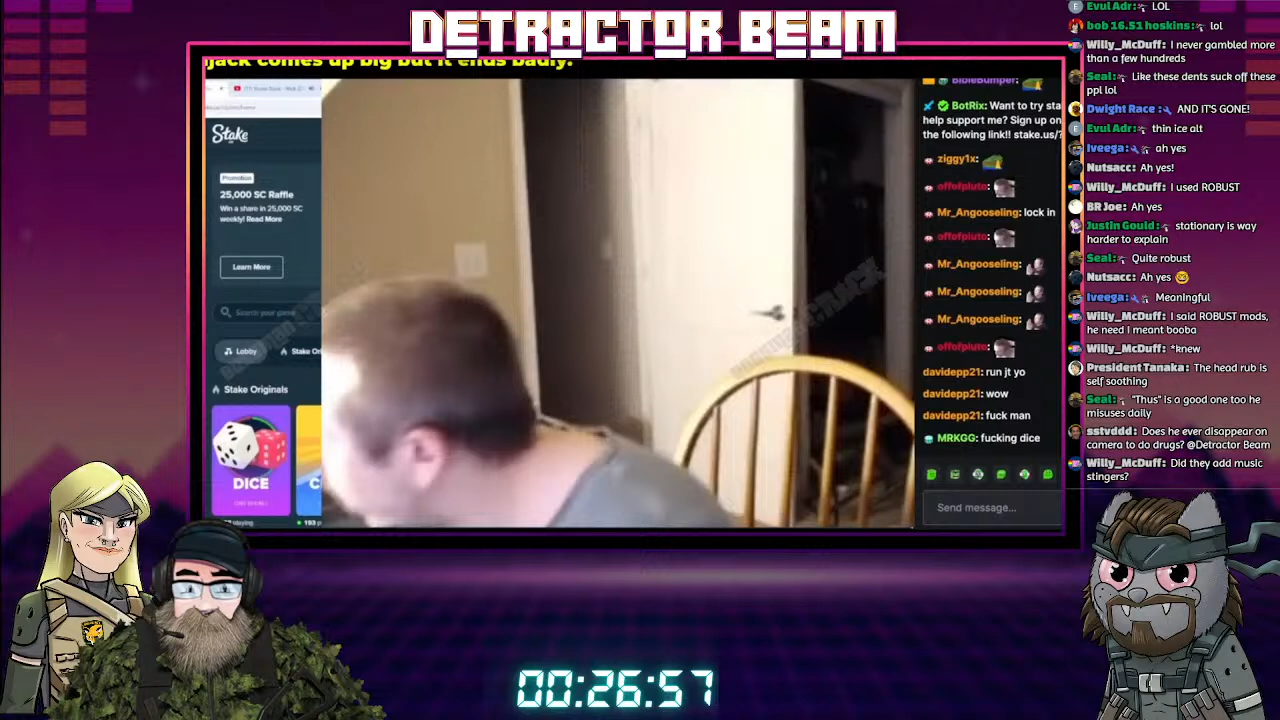 DETRACTOR BEAM
jack comes up big but it ends badly.
Stake
Promotion
25,000 SC Raffle
Win a share in 25,000 SC
weekly! Read More
Learn More
Search your game
Lobby
Stake Ori
Stake Originals
DICE
BibleBumper:
BotRix: Want to try sta
help support me? Sign up on
the following link!! stake.us/?
ziggy1x:
offofpluto:
Mr_Angooseling: lock in
offofpluto:
Mr_Angooseling:
Mr_Angooseling:
Mr_Angooseling:
offofpluto:
davidepp21: run jt yo
davidepp21: wow
davidepp21: fuck man
MRKGG: fucking dice
Send message...
Evul Adr: LOL
bob 16.51 hoskins: lol
Willy_McDuff: I never gambled more
than a few hundreds
Seal: Like these dents suck off these
ppl lol
Dwight Race: AND IT'S GONE!
Evul Adr: thin ice alt
Iveega: ah yes
Nutsacc: Ah yes!
Willy_McDuff: I used ROBUST
BR Joe: Ah yes
Justin Gould: stationary is way
harder to explain
Seal: Quite robust
Nutsacc: Ah yes
Iveega: Meaningful
Willy_McDuff: I said ROBUST mods,
he need I meant booba
Willy_McDuff: *new
President Tanaka: The head rub is
self soothing
Seal: "Thus" is a good one too he
misuses daily
sstvddd: Does he ever disappear on
camera to do drugs? @Detractor Beam
Willy_McDuff: Did they add music
stingers?
00:26:57